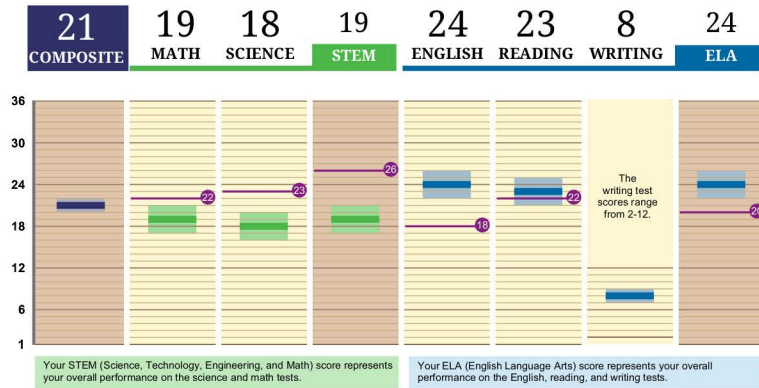 21 19 18 19 24 23 8 24
COMPOSITE MATH SCIENCE STEM ENGLISH READING WRITING ELA
36
30
24
18
12
6
1
22
23
26
18
22
20
The
writing test
scores range
from 2-12.
Your STEM (Science, Technology, Engineering, and Math) score represents
your overall performance on the science and math tests.
Your ELA (English Language Arts) score represents your overall
performance on the English, reading, and writing tests.